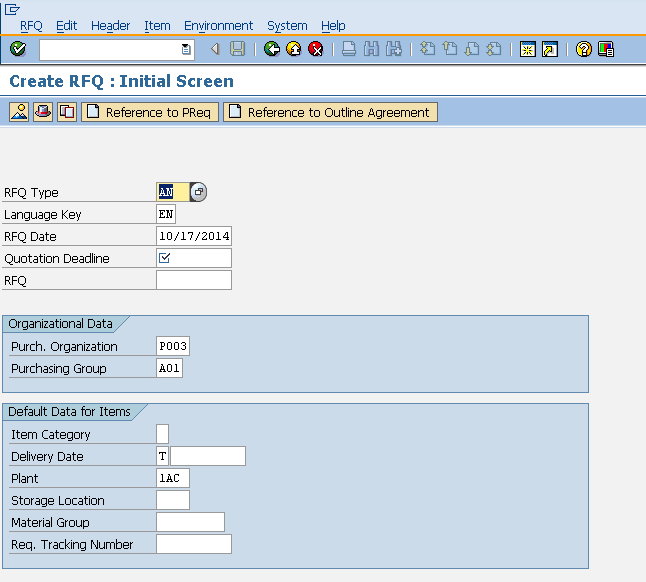 RFQ Edit Header Item Environment System Help
Create RFQ : Initial Screen
Reference to PReq Reference to Outline Agreement
RFQ Type AN
Language Key EN
RFQ Date 10/17/2014
Quotation Deadline
RFQ
Organizational Data
Purch. Organization P003
Purchasing Group A01
Default Data for Items
Item Category
Delivery Date T
Plant 1AC
Storage Location
Material Group
Req. Tracking Number